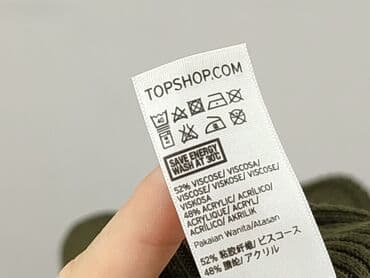 TOPSHOP.COM
SAVE ENERGY
WASH AT 30C
52% VISCOSE/ VISCOSA/
VISCOSE/ VISKOSE/ VISCOSE/
VISKOSA
48% ACRYLIC/ ACRÍLICO/
ACRYLIQUE/ ACRYL/
ACRÍLICO/ AKRILIK
Pakaian Wanita/Atasan
52% 粘胶纤维/ ビスコース
48% 腈纶/ アクリル